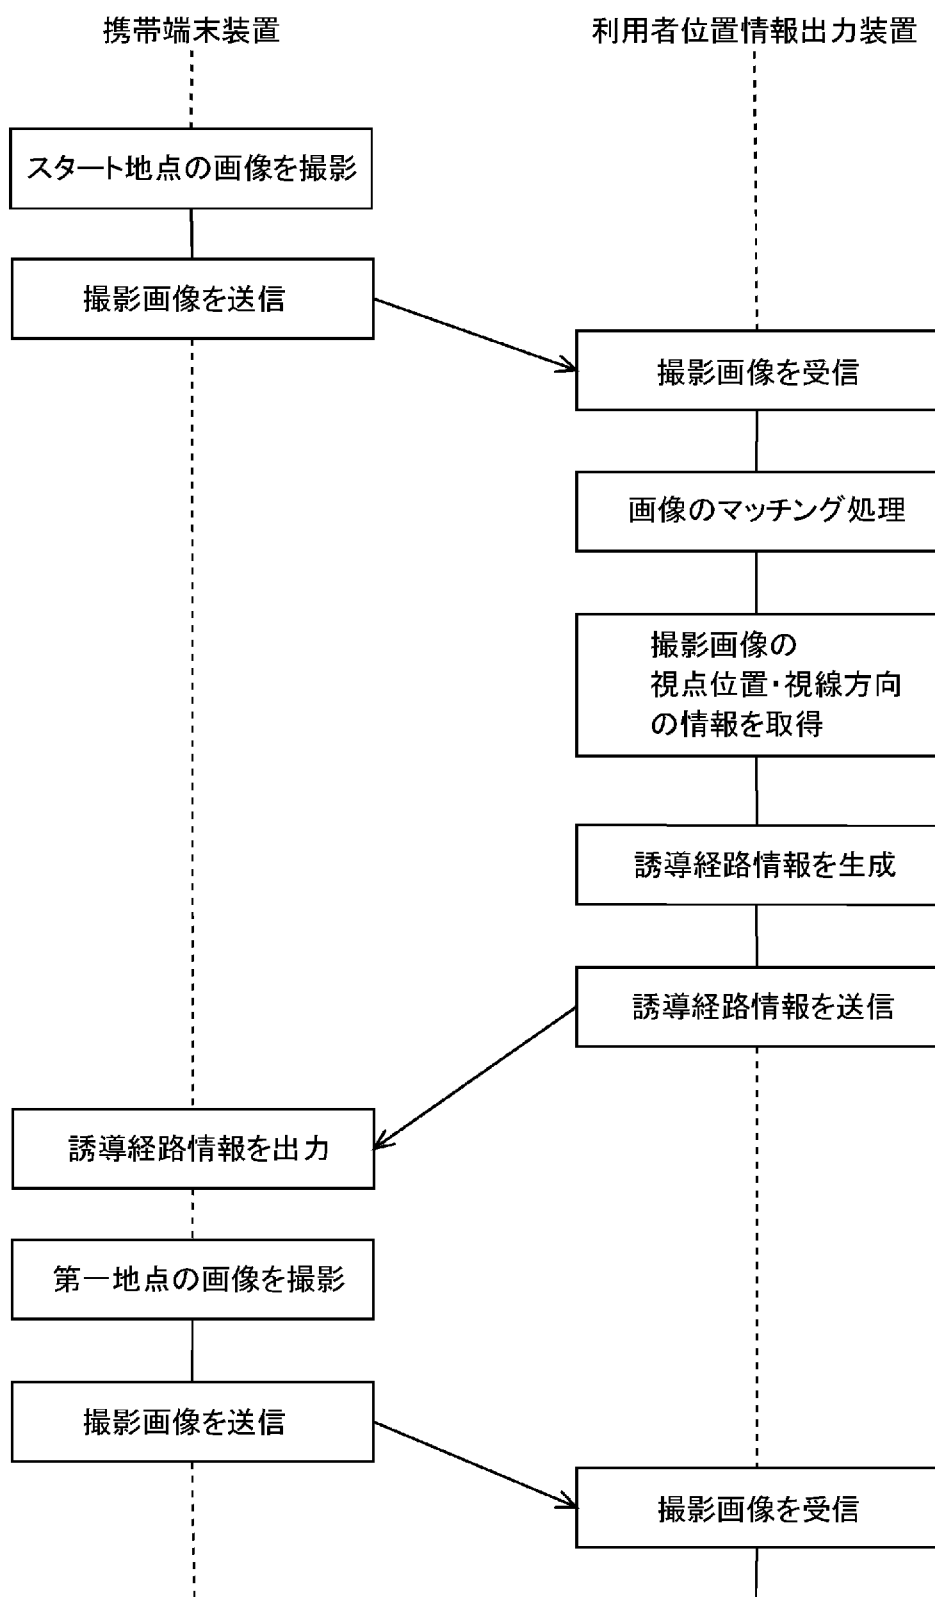 携帯端末装置
利用者位置情報出力装置
スタート地点の画像を撮影
撮影画像を送信
撮影画像を受信
画像のマッチング処理
撮影画像の
視点位置・視線方向
の情報を取得
誘導経路情報を生成
誘導経路情報を送信
誘導経路情報を出力
第一地点の画像を撮影
撮影画像を送信
撮影画像を受信